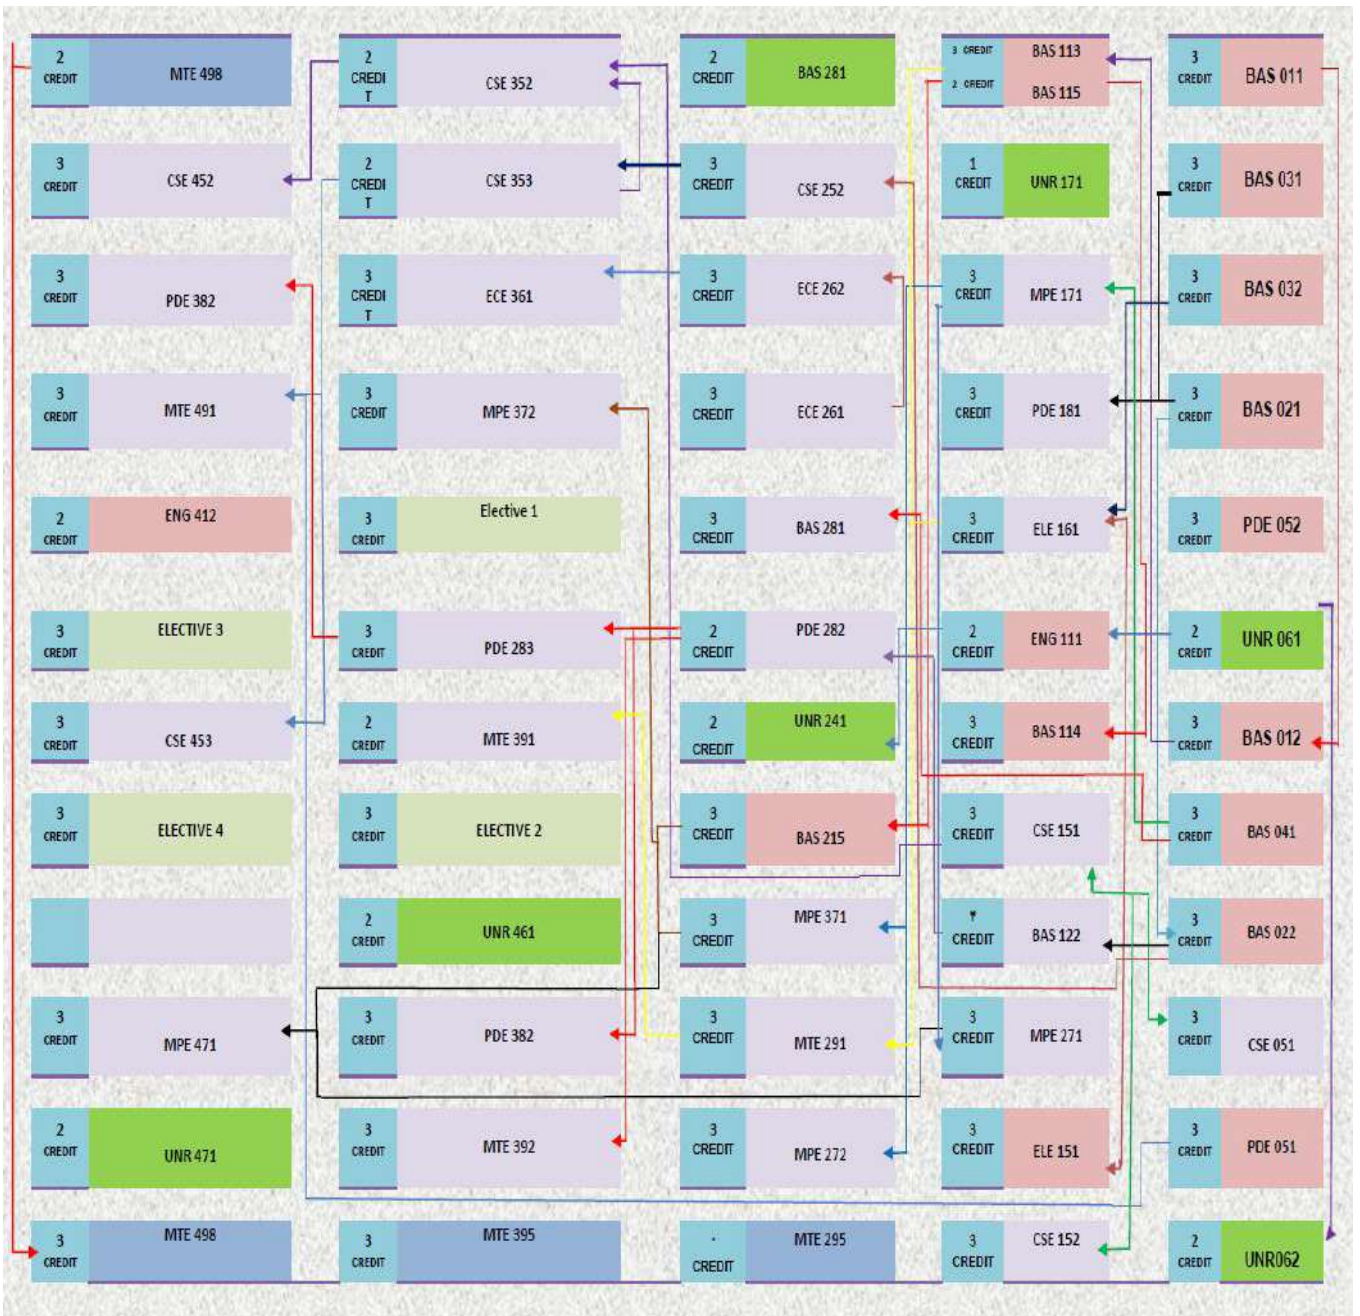 2
CREDIT
MTE 498
2
CREDI
T
CSE 352
2
CREDIT
BAS 281
3 CREDIT
2 CREDIT
BAS 113
BAS 115
3
CREDIT
BAS 011
3
CREDIT
CSE 452
2
CREDI
T
CSE 353
3
CREDIT
CSE 252
1
CREDIT
UNR 171
3
CREDIT
BAS 031
3
CREDIT
PDE 382
3
CREDI
T
ECE 361
3
CREDIT
ECE 262
3
CREDIT
MPE 171
3
CREDIT
BAS 032
3
CREDIT
MTE 491
3
CREDIT
MPE 372
3
CREDIT
ECE 261
3
CREDIT
PDE 181
3
CREDIT
BAS 021
2
CREDIT
ENG 412
3
CREDIT
Elective 1
3
CREDIT
BAS 281
3
CREDIT
ELE 161
3
CREDIT
PDE 052
3
CREDIT
ELECTIVE 3
3
CREDIT
PDE 283
2
CREDIT
PDE 282
2
CREDIT
ENG 111
2
CREDIT
UNR 061
3
CREDIT
CSE 453
2
CREDIT
MTE 391
2
CREDIT
UNR 241
3
CREDIT
BAS 114
3
CREDIT
BAS 012
3
CREDIT
ELECTIVE 4
3
CREDIT
ELECTIVE 2
3
CREDIT
BAS 215
3
CREDIT
CSE 151
3
CREDIT
BAS 041
2
CREDIT
UNR 461
3
CREDIT
MPE 371
٣
CREDIT
BAS 122
3
CREDIT
BAS 022
3
CREDIT
MPE 471
3
CREDIT
PDE 382
3
CREDIT
MTE 291
3
CREDIT
MPE 271
3
CREDIT
CSE 051
2
CREDIT
UNR 471
3
CREDIT
MTE 392
3
CREDIT
MPE 272
3
CREDIT
ELE 151
3
CREDIT
PDE 051
3
CREDIT
MTE 498
3
CREDIT
MTE 395
٠
CREDIT
MTE 295
3
CREDIT
CSE 152
2
CREDIT
UNR062